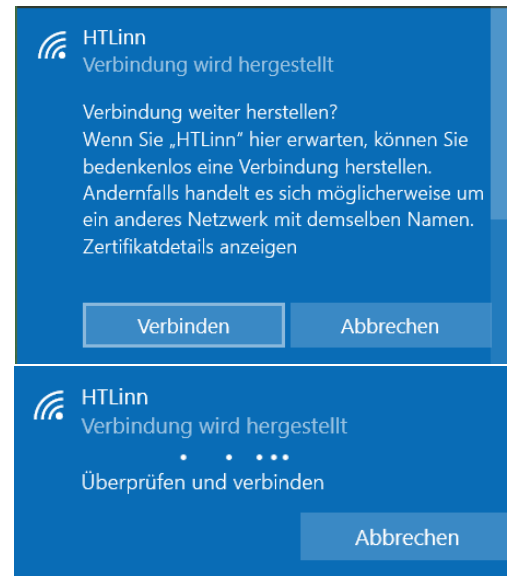 HTLinn
Verbindung wird hergestellt
Verbindung weiter herstellen?
Wenn Sie „HTLinn“ hier erwarten, können Sie
bedenkenlos eine Verbindung herstellen.
Andernfalls handelt es sich möglicherweise um
ein anderes Netzwerk mit demselben Namen.
Zertifikatdetails anzeigen
Verbinden Abbrechen
HTLinn
Verbindung wird hergestellt
Überprüfen und verbinden
Abbrechen